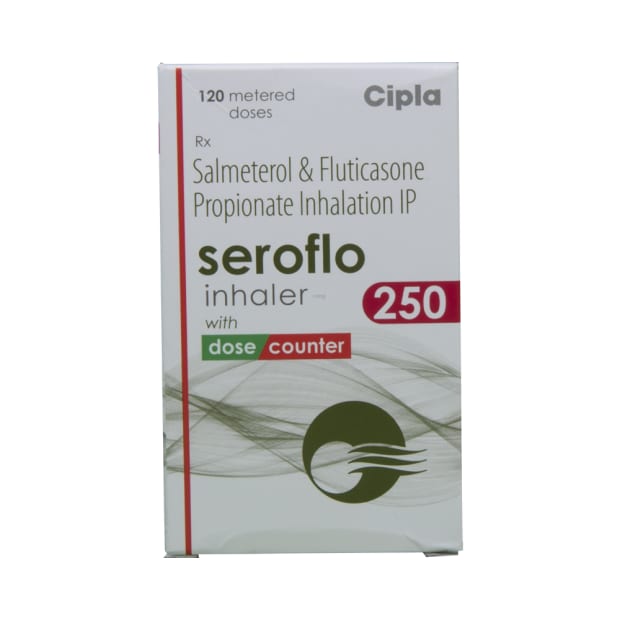 120 metered
doses
Cipla
Rx
Salmeterol & Fluticasone
Propionate Inhalation IP
seroflo
inhaler
250
with
dose counter